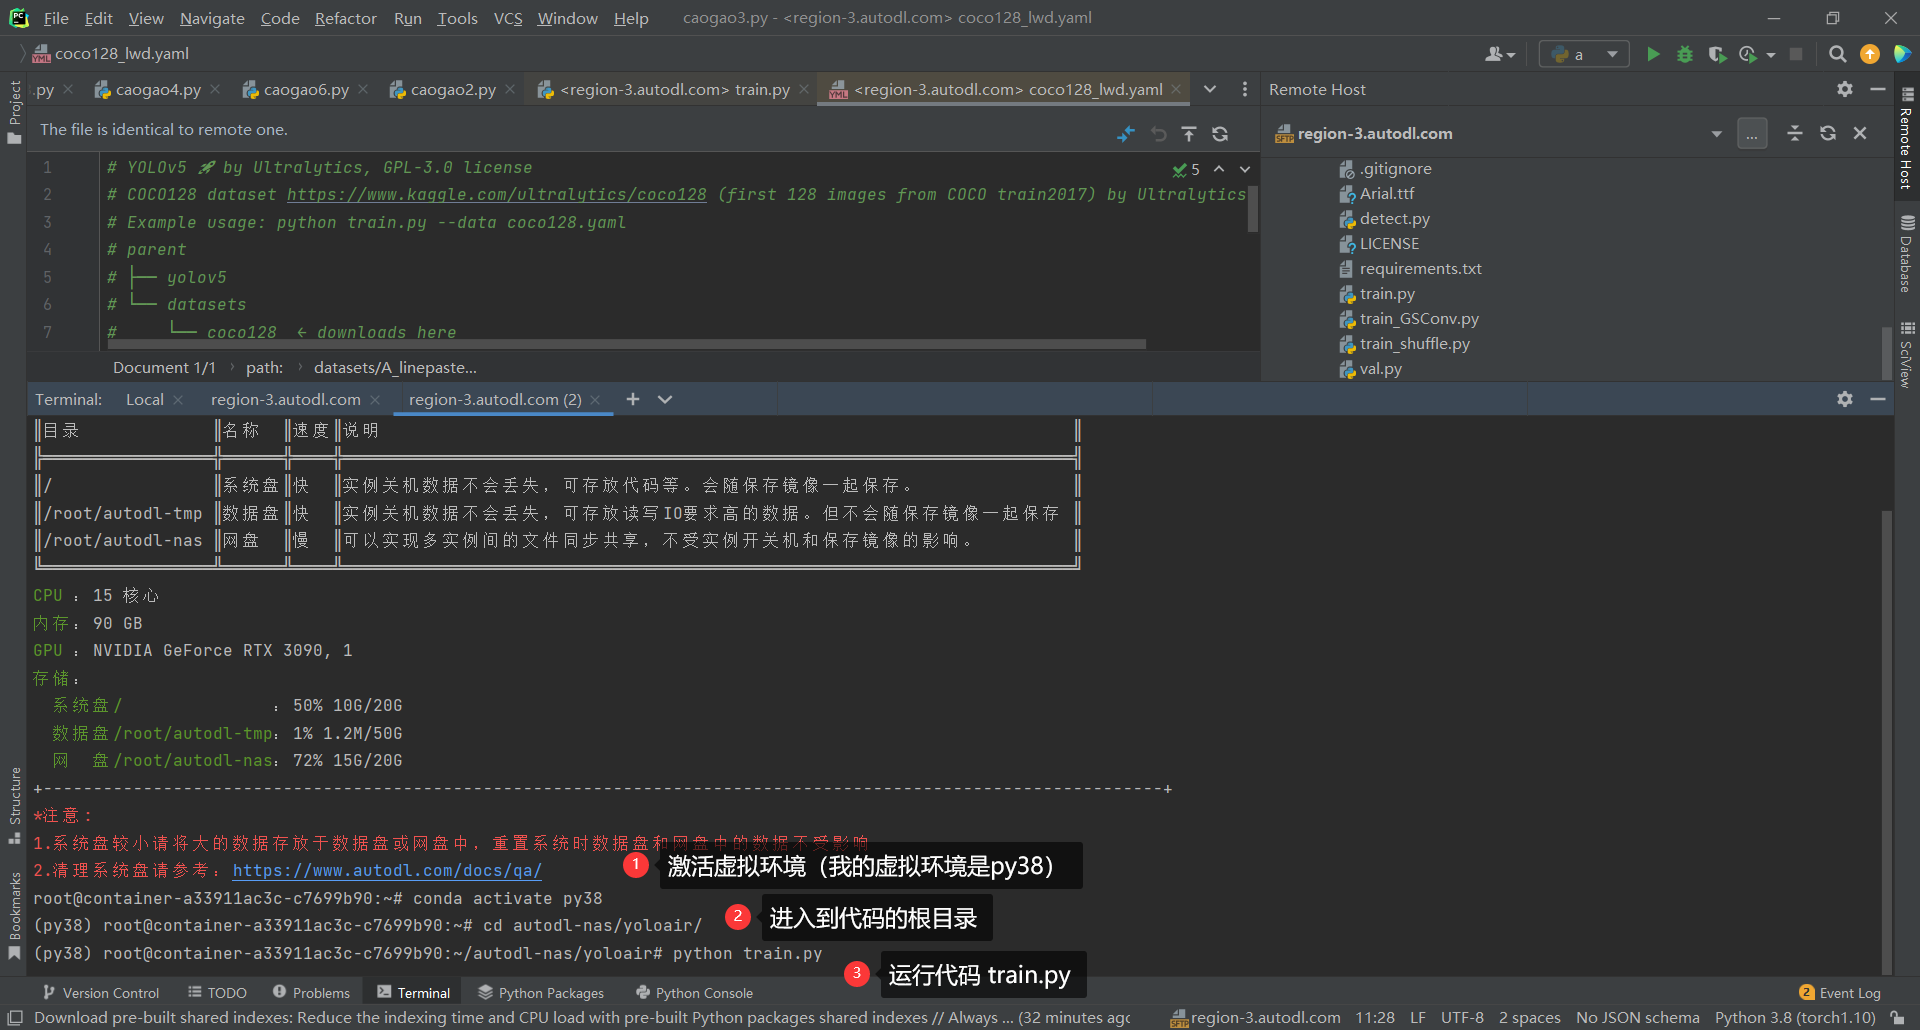 File Edit View Navigate Code Refactor Run Tools VCS Window Help caogao3.py - <region-3.autodl.com> coco128_lwd.yaml
coco128_lwd.yaml
a
.py caogao4.py caogao6.py caogao2.py <region-3.autodl.com> train.py <region-3.autodl.com> coco128_lwd.yaml
Remote Host
The file is identical to remote one.
region-3.autodl.com
1 # YOLOv5 🚀 by Ultralytics, GPL-3.0 license
5
2 # COCO128 dataset https://www.kaggle.com/ultralytics/coco128 (first 128 images from COCO train2017) by Ultralytics
3 # Example usage: python train.py --data coco128.yaml
4 # parent
5 # ├── yolov5
6 # └── datasets
7 #     └── coco128 ← downloads here
Document 1/1 › path: › datasets/A_linepaste...
.gitignore
Arial.ttf
detect.py
LICENSE
requirements.txt
train.py
train_GSConv.py
train_shuffle.py
val.py
Project
Structure
Bookmarks
Remote Host
Database
SciView
Terminal: Local region-3.autodl.com region-3.autodl.com (2)
║目录 ║名称 ║速度║说明 ║
║/ ║系统盘║快 ║实例关机数据不会丢失，可存放代码等。会随保存镜像一起保存。 ║
║/root/autodl-tmp ║数据盘║快 ║实例关机数据不会丢失，可存放读写IO要求高的数据。但不会随保存镜像一起保存 ║
║/root/autodl-nas ║网盘 ║慢 ║可以实现多实例间的文件同步共享，不受实例开关机和保存镜像的影响。 ║
CPU ：15 核心
内存：90 GB
GPU ：NVIDIA GeForce RTX 3090, 1
存储：
系统盘/ ：50% 10G/20G
数据盘/root/autodl-tmp：1% 1.2M/50G
网 盘/root/autodl-nas：72% 15G/20G
+----------------------------------------------------------------------------------------------------------------+
*注意：
1.系统盘较小请将大的数据存放于数据盘或网盘中，重置系统时数据盘和网盘中的数据不受影响
2.清理系统盘请参考：https://www.autodl.com/docs/qa/
1 激活虚拟环境（我的虚拟环境是py38）
root@container-a33911ac3c-c7699b90:~# conda activate py38
(py38) root@container-a33911ac3c-c7699b90:~# cd autodl-nas/yoloair/
2 进入到代码的根目录
(py38) root@container-a33911ac3c-c7699b90:~/autodl-nas/yoloair# python train.py
3 运行代码 train.py
Version Control TODO Problems Terminal Python Packages Python Console 2 Event Log
Download pre-built shared indexes: Reduce the indexing time and CPU load with pre-built Python packages shared indexes // Always ... (32 minutes agc region-3.autodl.com 11:28 LF UTF-8 2 spaces No JSON schema Python 3.8 (torch1.10)